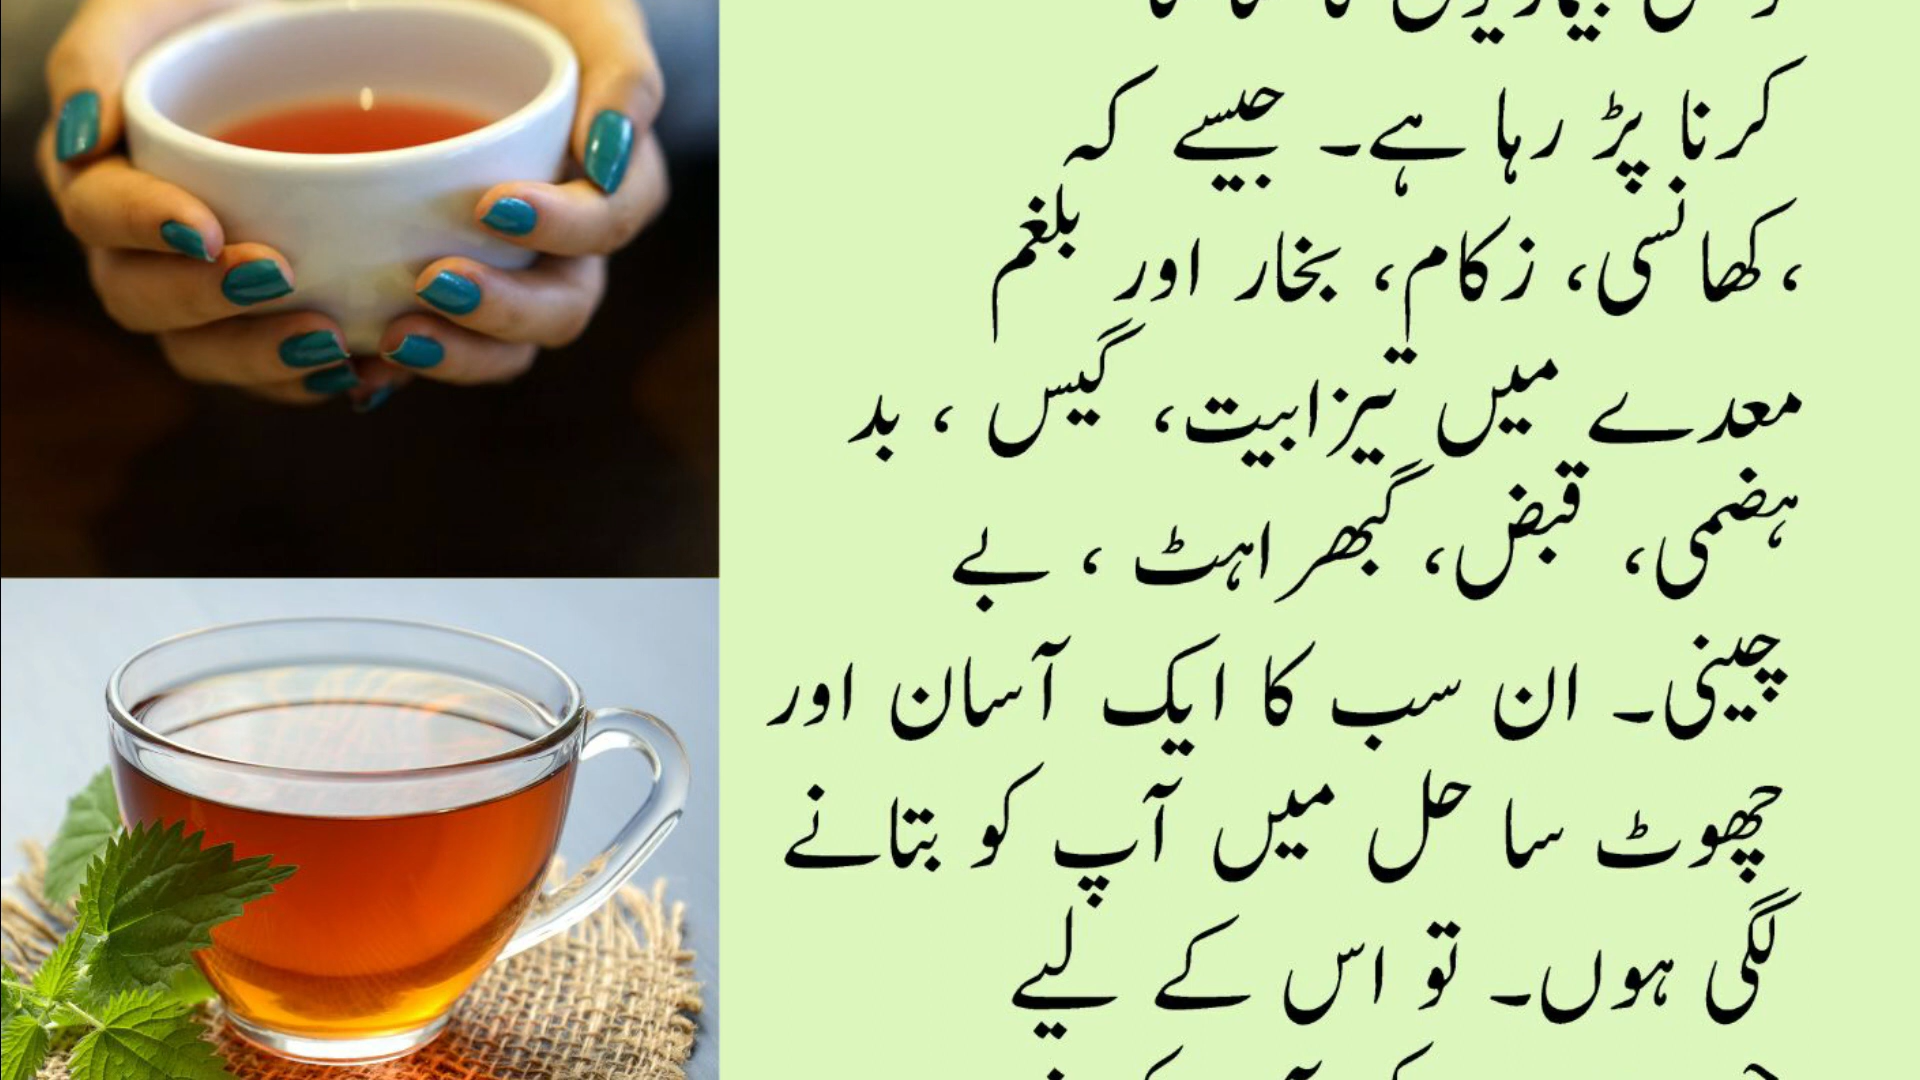 کرنا پڑ رہا ہے۔ جیسے کہ
،کھانسی، زکام، بخار اور بلغم
معدے میں تیزابیت، گیس ، بد
ہضمی، قبض، گبھراہٹ ، بے
چینی۔ ان سب کا ایک آسان اور
چھوٹ سا حل میں آپ کو بتانے
لگی ہوں۔ تو اس کے لیے